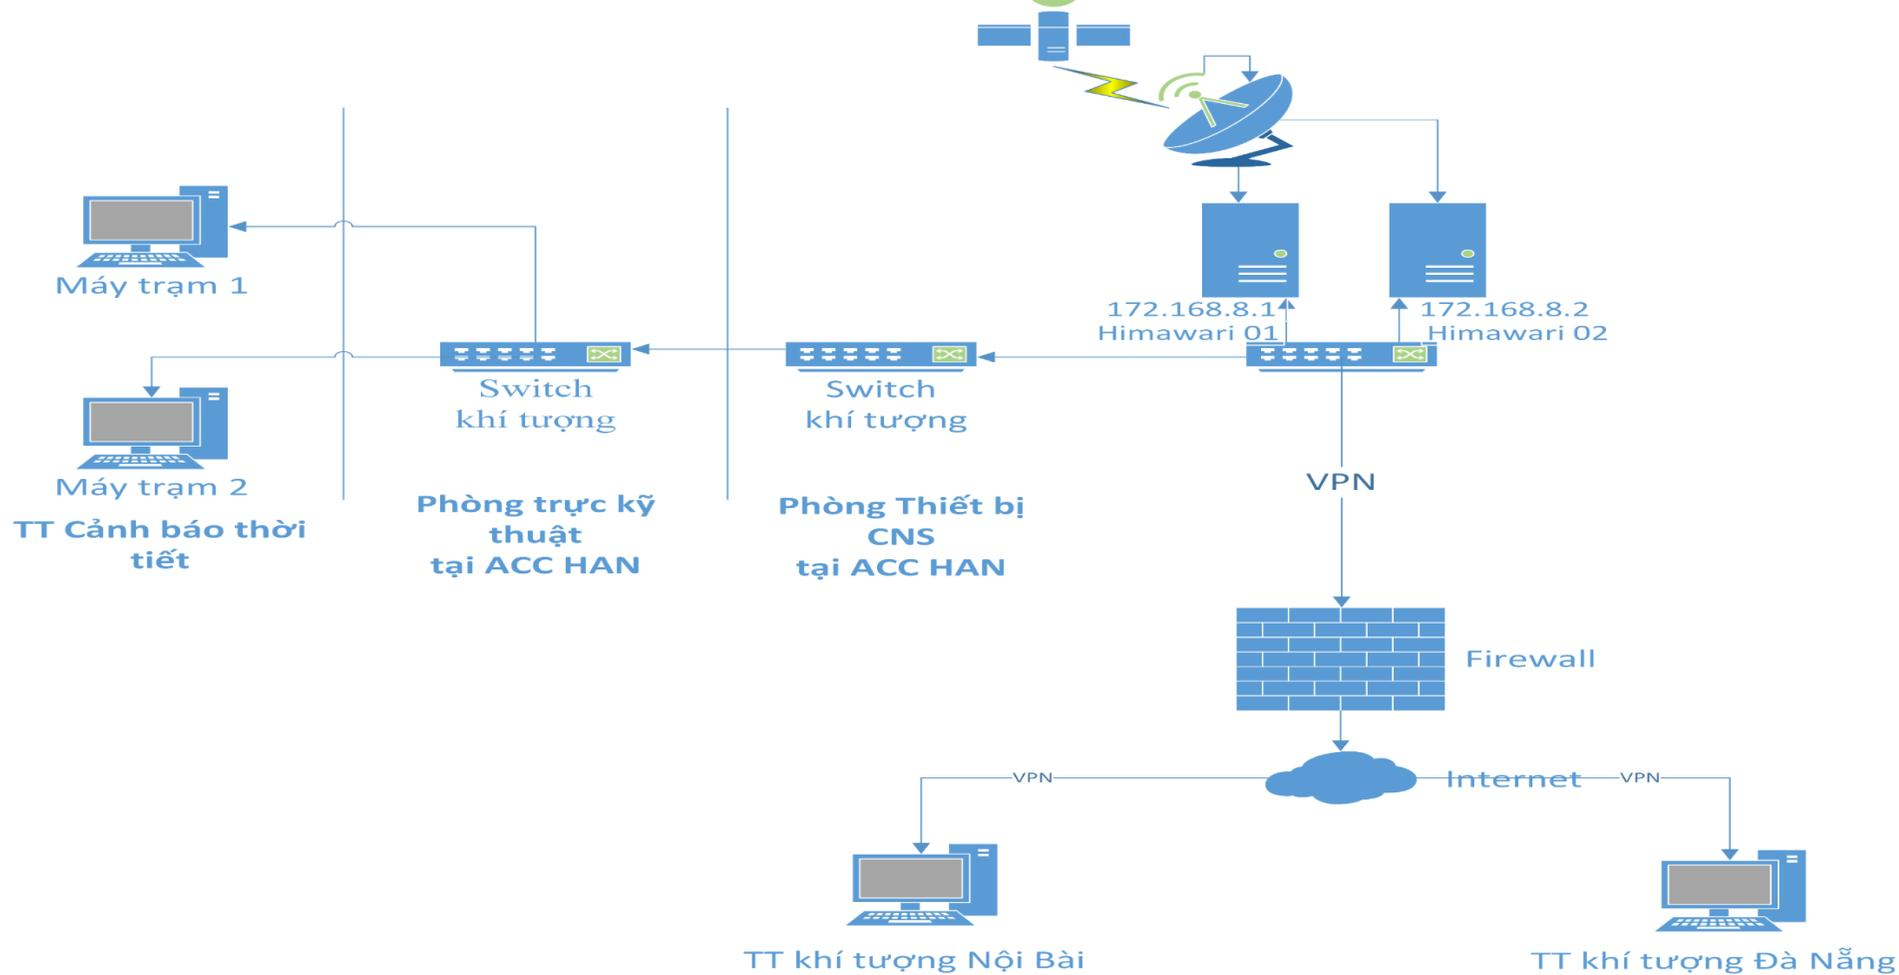 Máy trạm 1
172.168.8.1
Himawari 01
172.168.8.2
Himawari 02
Switch
khí tượng
Switch
khí tượng
Máy trạm 2
TT Cảnh báo thời
tiết
Phòng trực kỹ
thuật
tại ACC HAN
Phòng Thiết bị
CNS
tại ACC HAN
VPN
Firewall
VPN
Internet
VPN
TT khí tượng Nội Bài
TT khí tượng Đà Nẵng